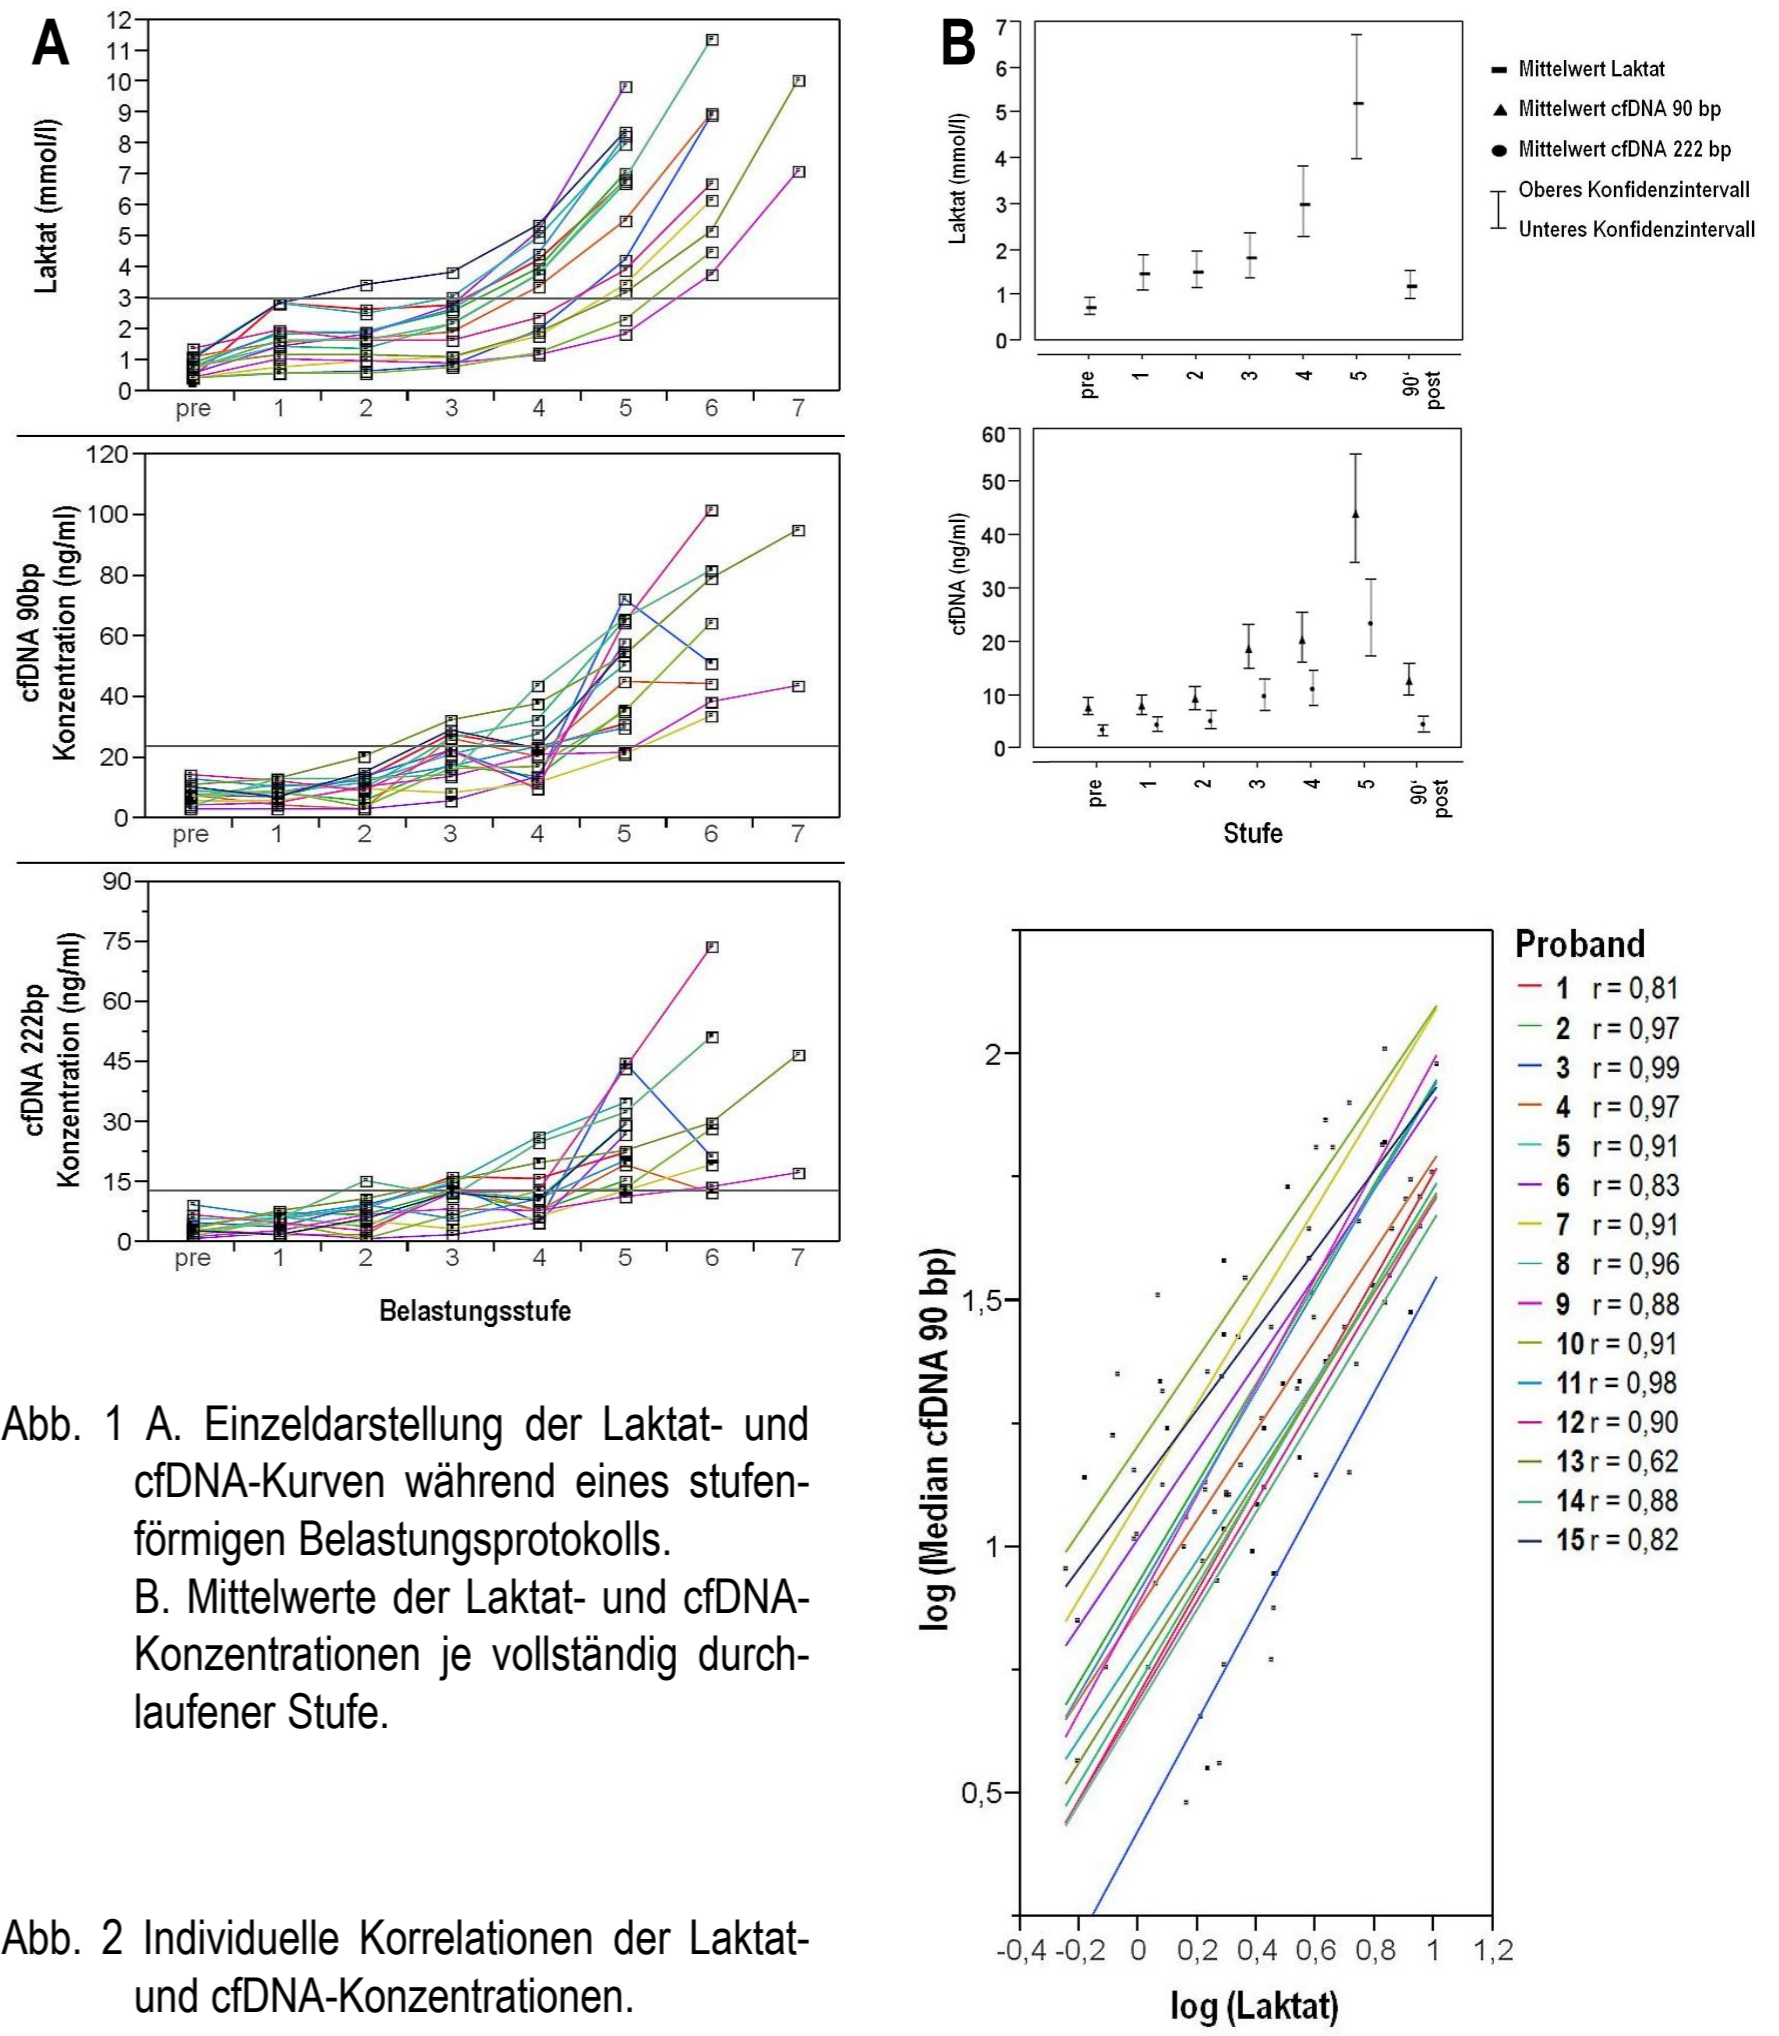 A
12
11
10
9
8
7
6
5
4
3
2
1
0
Laktat (mmol/l)
pre 1 2 3 4 5 6 7
120
100
80
60
40
20
0
cfDNA 90bp
Konzentration (ng/ml)
pre 1 2 3 4 5 6 7
90
75
60
45
30
15
0
cfDNA 222bp
Konzentration (ng/ml)
pre 1 2 3 4 5 6 7
Belastungsstufe
B
7
6
5
4
3
2
1
0
Laktat (mmol/l)
pre 1 2 3 4 5 90‘ post
Mittelwert Laktat
Mittelwert cfDNA 90 bp
Mittelwert cfDNA 222 bp
Oberes Konfidenzintervall
Unteres Konfidenzintervall
60
50
40
30
20
10
0
cfDNA (ng/ml)
pre 1 2 3 4 5 90‘ post
Stufe
Abb. 1 A. Einzeldarstellung der Laktat- und
cfDNA-Kurven während eines stufen-
förmigen Belastungsprotokolls.
B. Mittelwerte der Laktat- und cfDNA-
Konzentrationen je vollständig durch-
laufener Stufe.
Abb. 2 Individuelle Korrelationen der Laktat-
und cfDNA-Konzentrationen.
2
1,5
1
0,5
log (Median cfDNA 90 bp)
-0,4 -0,2 0 0,2 0,4 0,6 0,8 1 1,2
log (Laktat)
Proband
1 r = 0,81
2 r = 0,97
3 r = 0,99
4 r = 0,97
5 r = 0,91
6 r = 0,83
7 r = 0,91
8 r = 0,96
9 r = 0,88
10 r = 0,91
11 r = 0,98
12 r = 0,90
13 r = 0,62
14 r = 0,88
15 r = 0,82